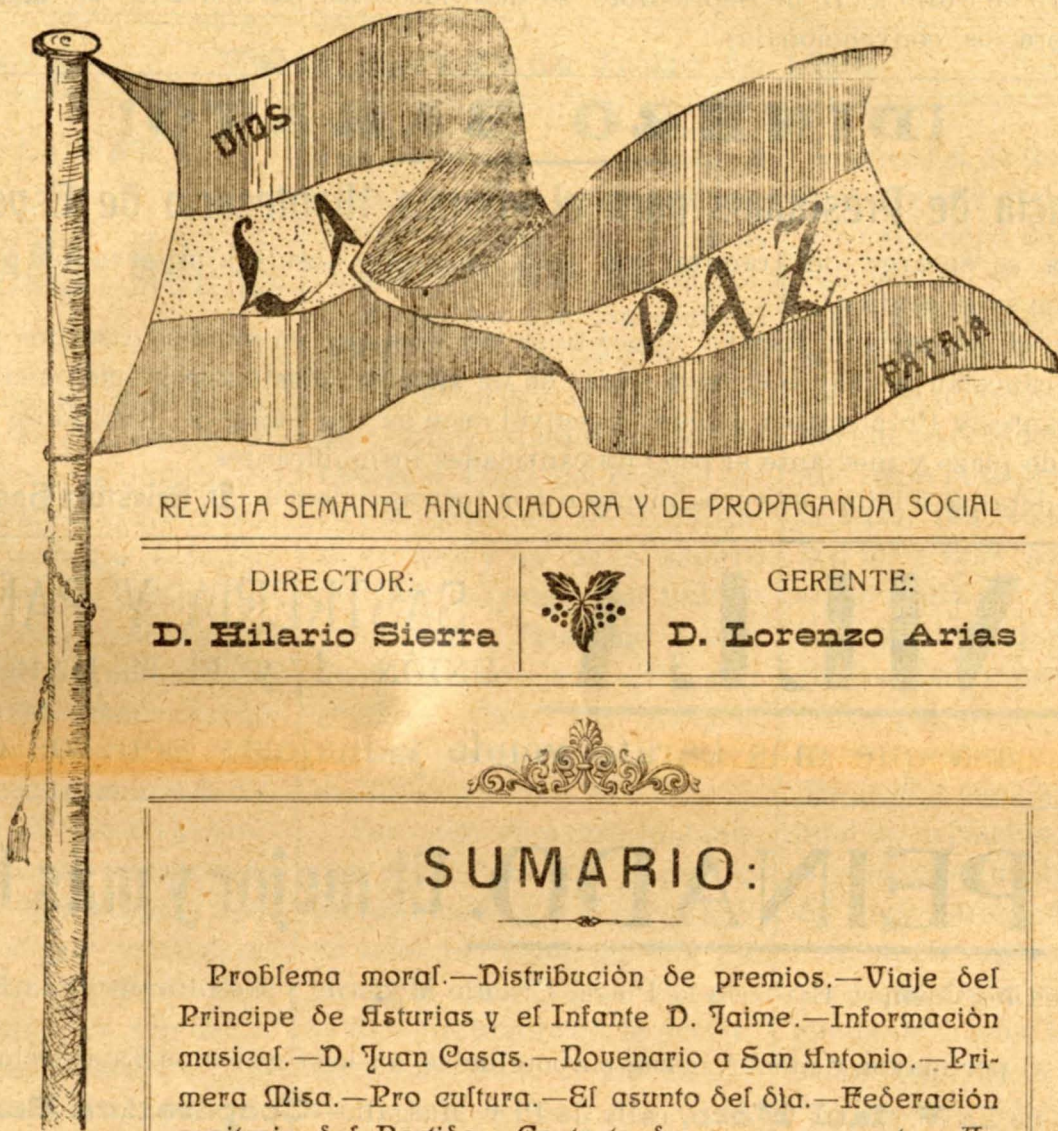 DIOS
LA PAZ
PATRIA
REVISTA SEMANAL ANUNCIADORA Y DE PROPAGANDA SOCIAL
DIRECTOR:
D. Hilario Sierra
GERENTE:
D. Lorenzo Arias
SUMARIO:
Problema moral.—Distribución de premios.—Viaje del
Principe de Asturias y el Infante D. Jaime.—Información
musical.—D. Juan Casas.—Novenario a San Antonio.—Pri-
mera Misa.—Pro cultura.—El asunto del día.—Federación